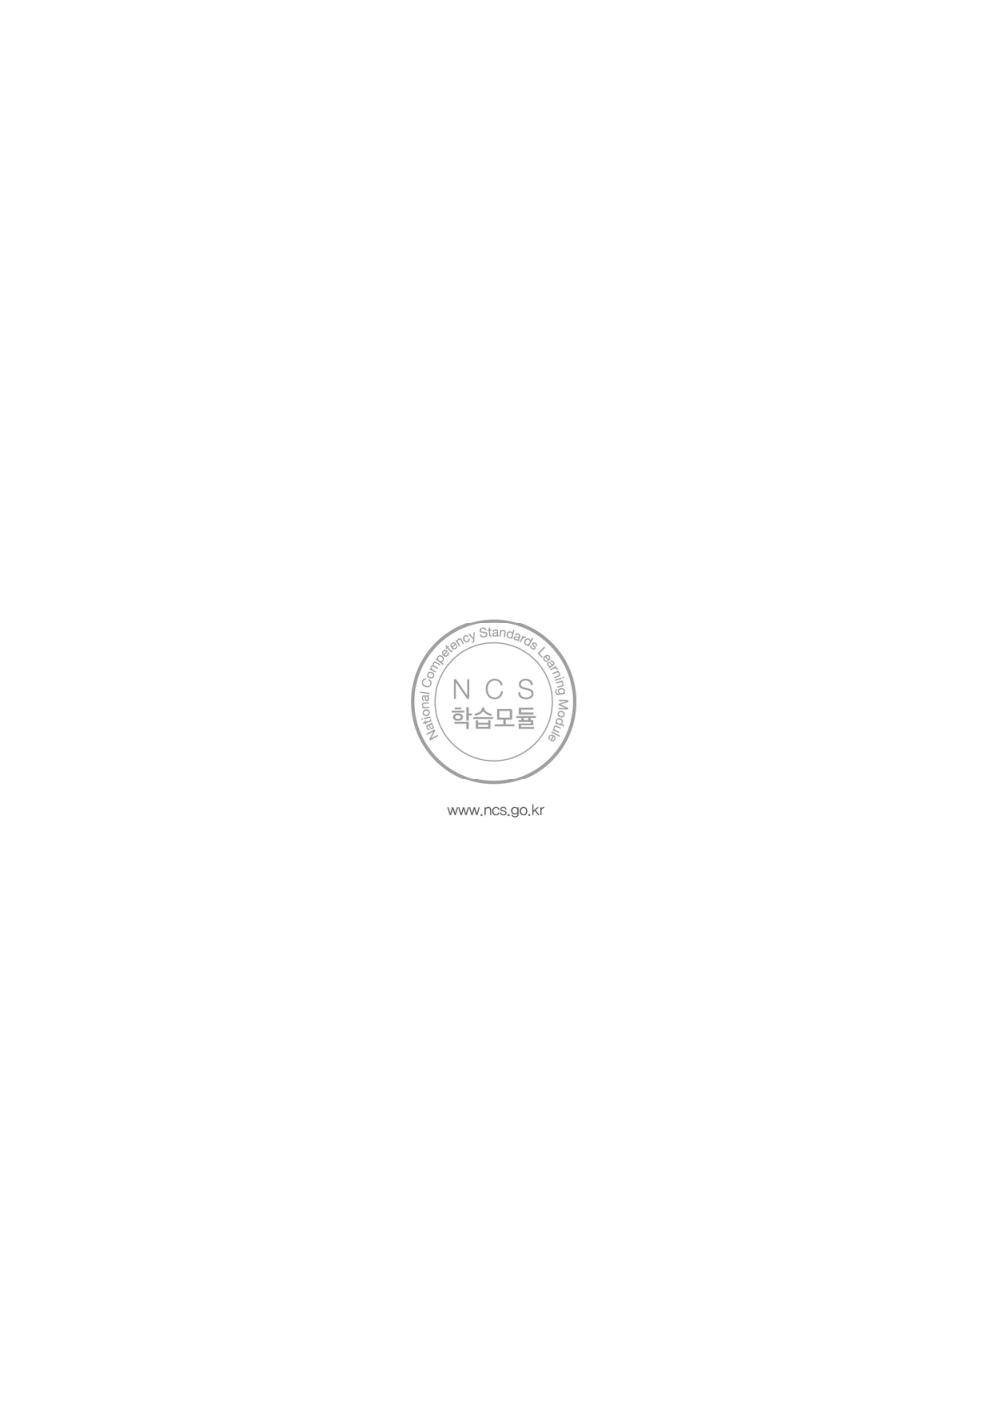 National Competency Standards Learning Module
N C S
학습모듈
www.ncs.go.kr